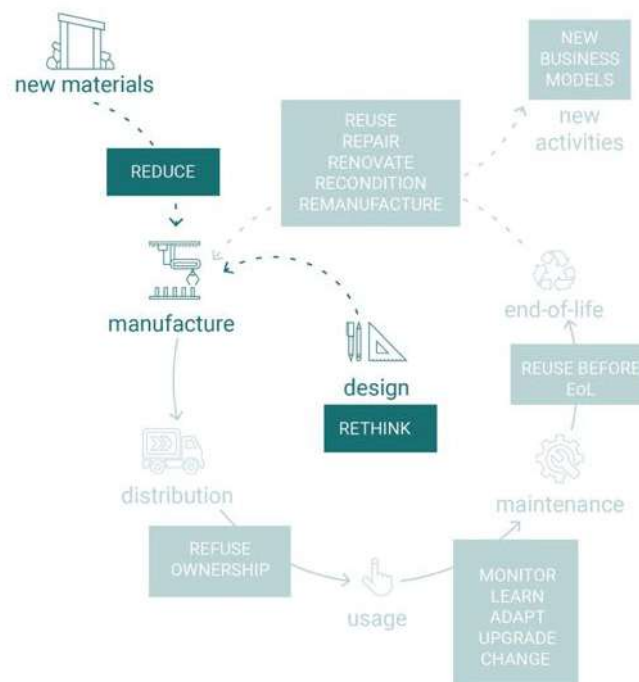 new materials
REDUCE
manufacture
design
RETHINK
distribution
REFUSE
OWNERSHIP
usage
MONITOR
LEARN
ADAPT
UPGRADE
CHANGE
maintenance
REUSE BEFORE
EoL
end-of-life
REUSE
REPAIR
RENOVATE
RECONDITION
REMANUFACTURE
NEW
BUSINESS
MODELS
new
activities